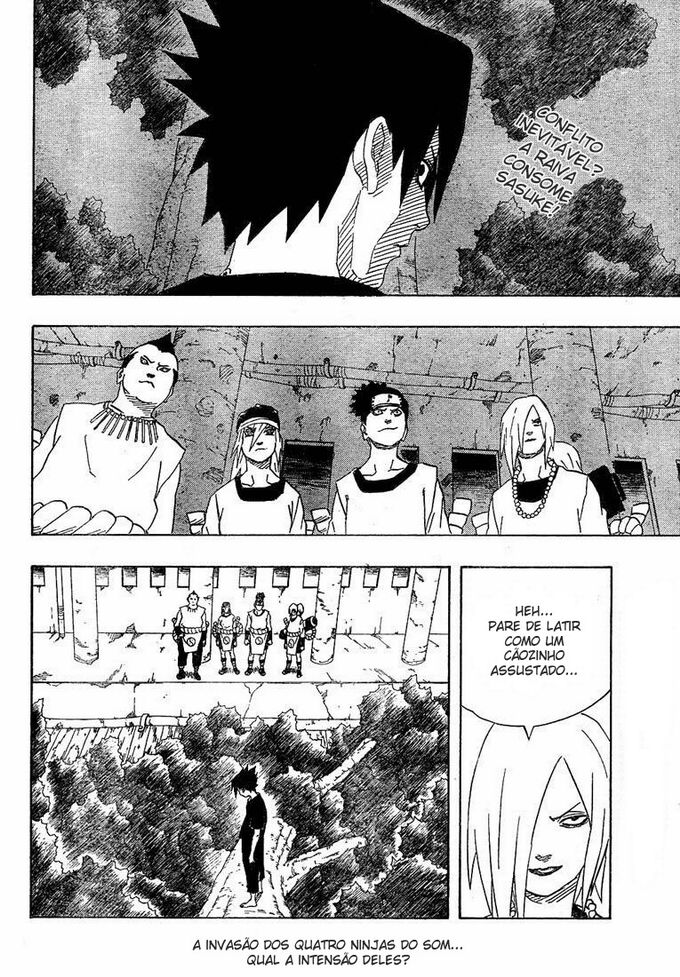 CONFLITO
INEVITÁVEL?
A RAIVA
CONSOME
SASUKE!
HEH...
PARE DE LATIR
COMO UM
CÃOZINHO
ASSUSTADO...
A INVASÃO DOS QUATRO NINJAS DO SOM...
QUAL A INTENSÃO DELES?